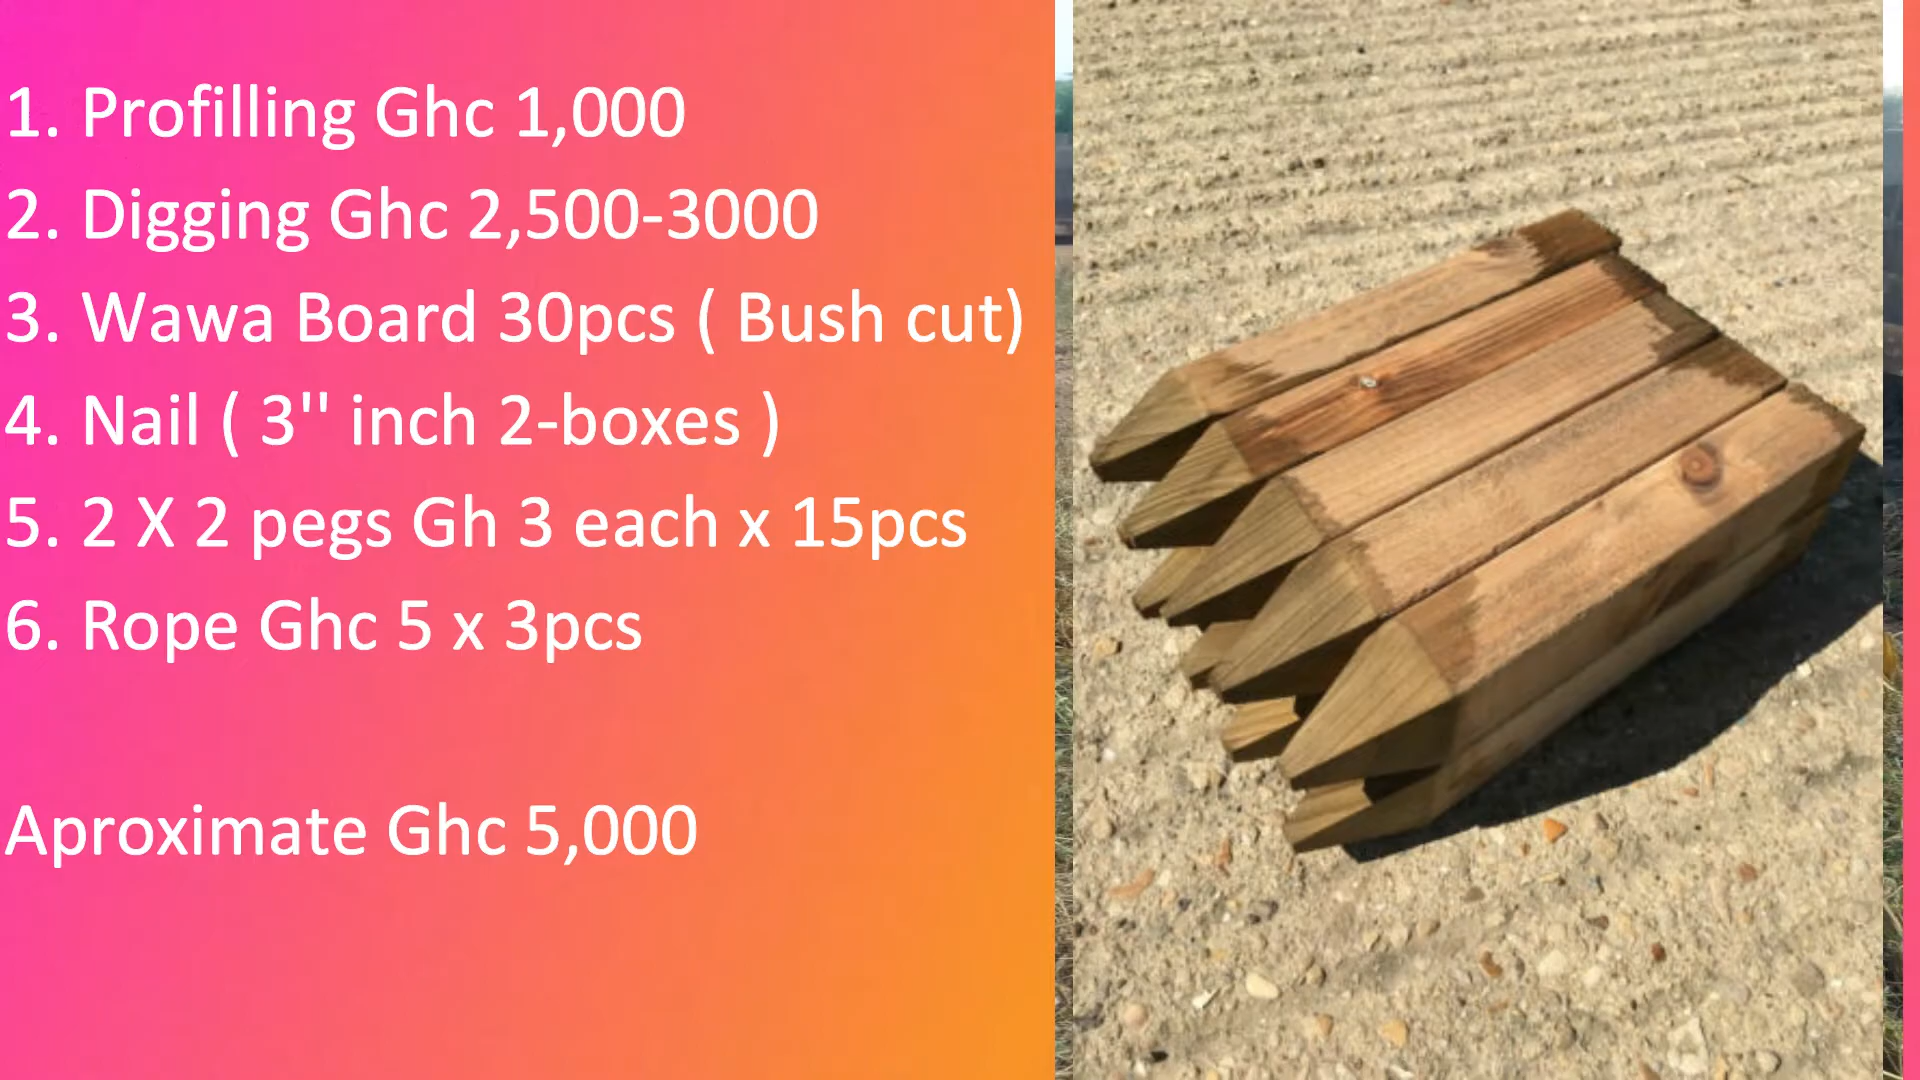 1. Profilling Ghc 1,000
2. Digging Ghc 2,500-3000
3. Wawa Board 30pcs ( Bush cut)
4. Nail ( 3'' inch 2-boxes )
5. 2 X 2 pegs Gh 3 each x 15pcs
6. Rope Ghc 5 x 3pcs
Aproximate Ghc 5,000